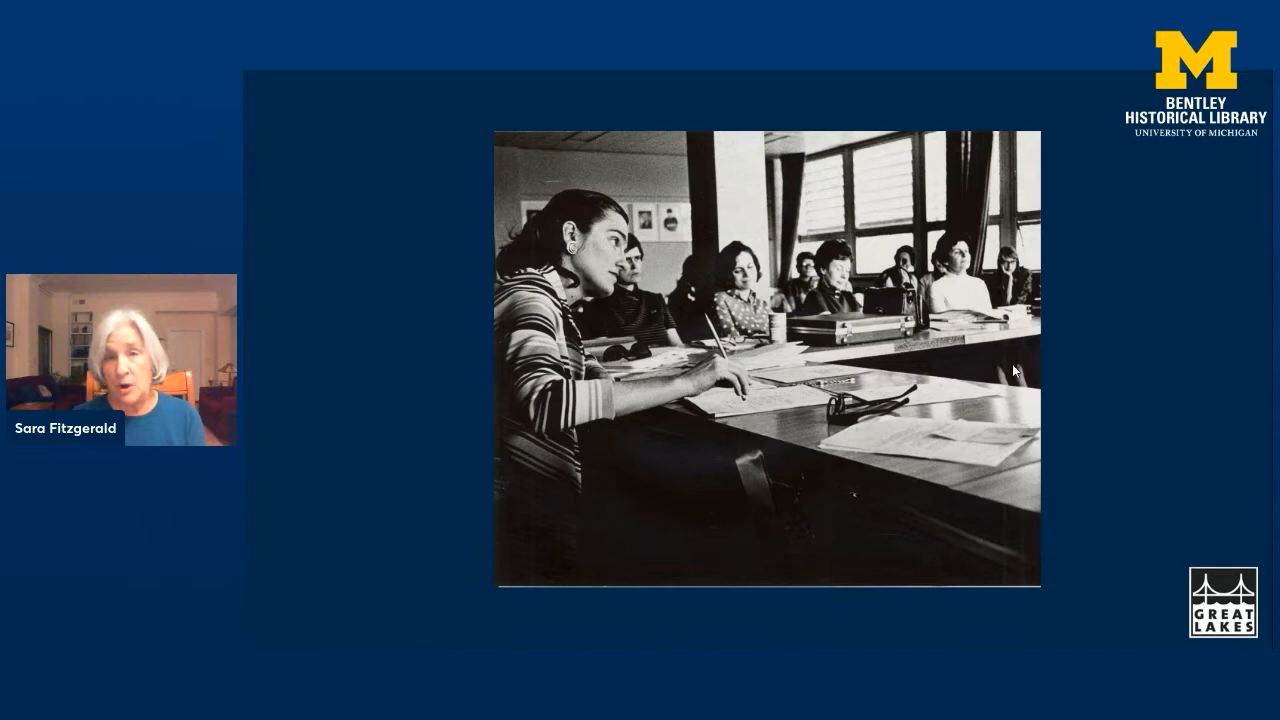 M
BENTLEY
HISTORICAL LIBRARY
UNIVERSITY OF MICHIGAN
Sara Fitzgerald
GREAT
LAKES